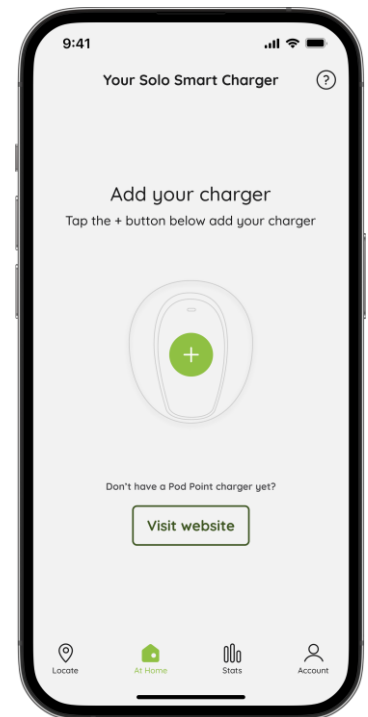 9:41
Your Solo Smart Charger ?
Add your charger
Tap the + button below add your charger
+
Don't have a Pod Point charger yet?
Visit website
Locate At Home Stats Account